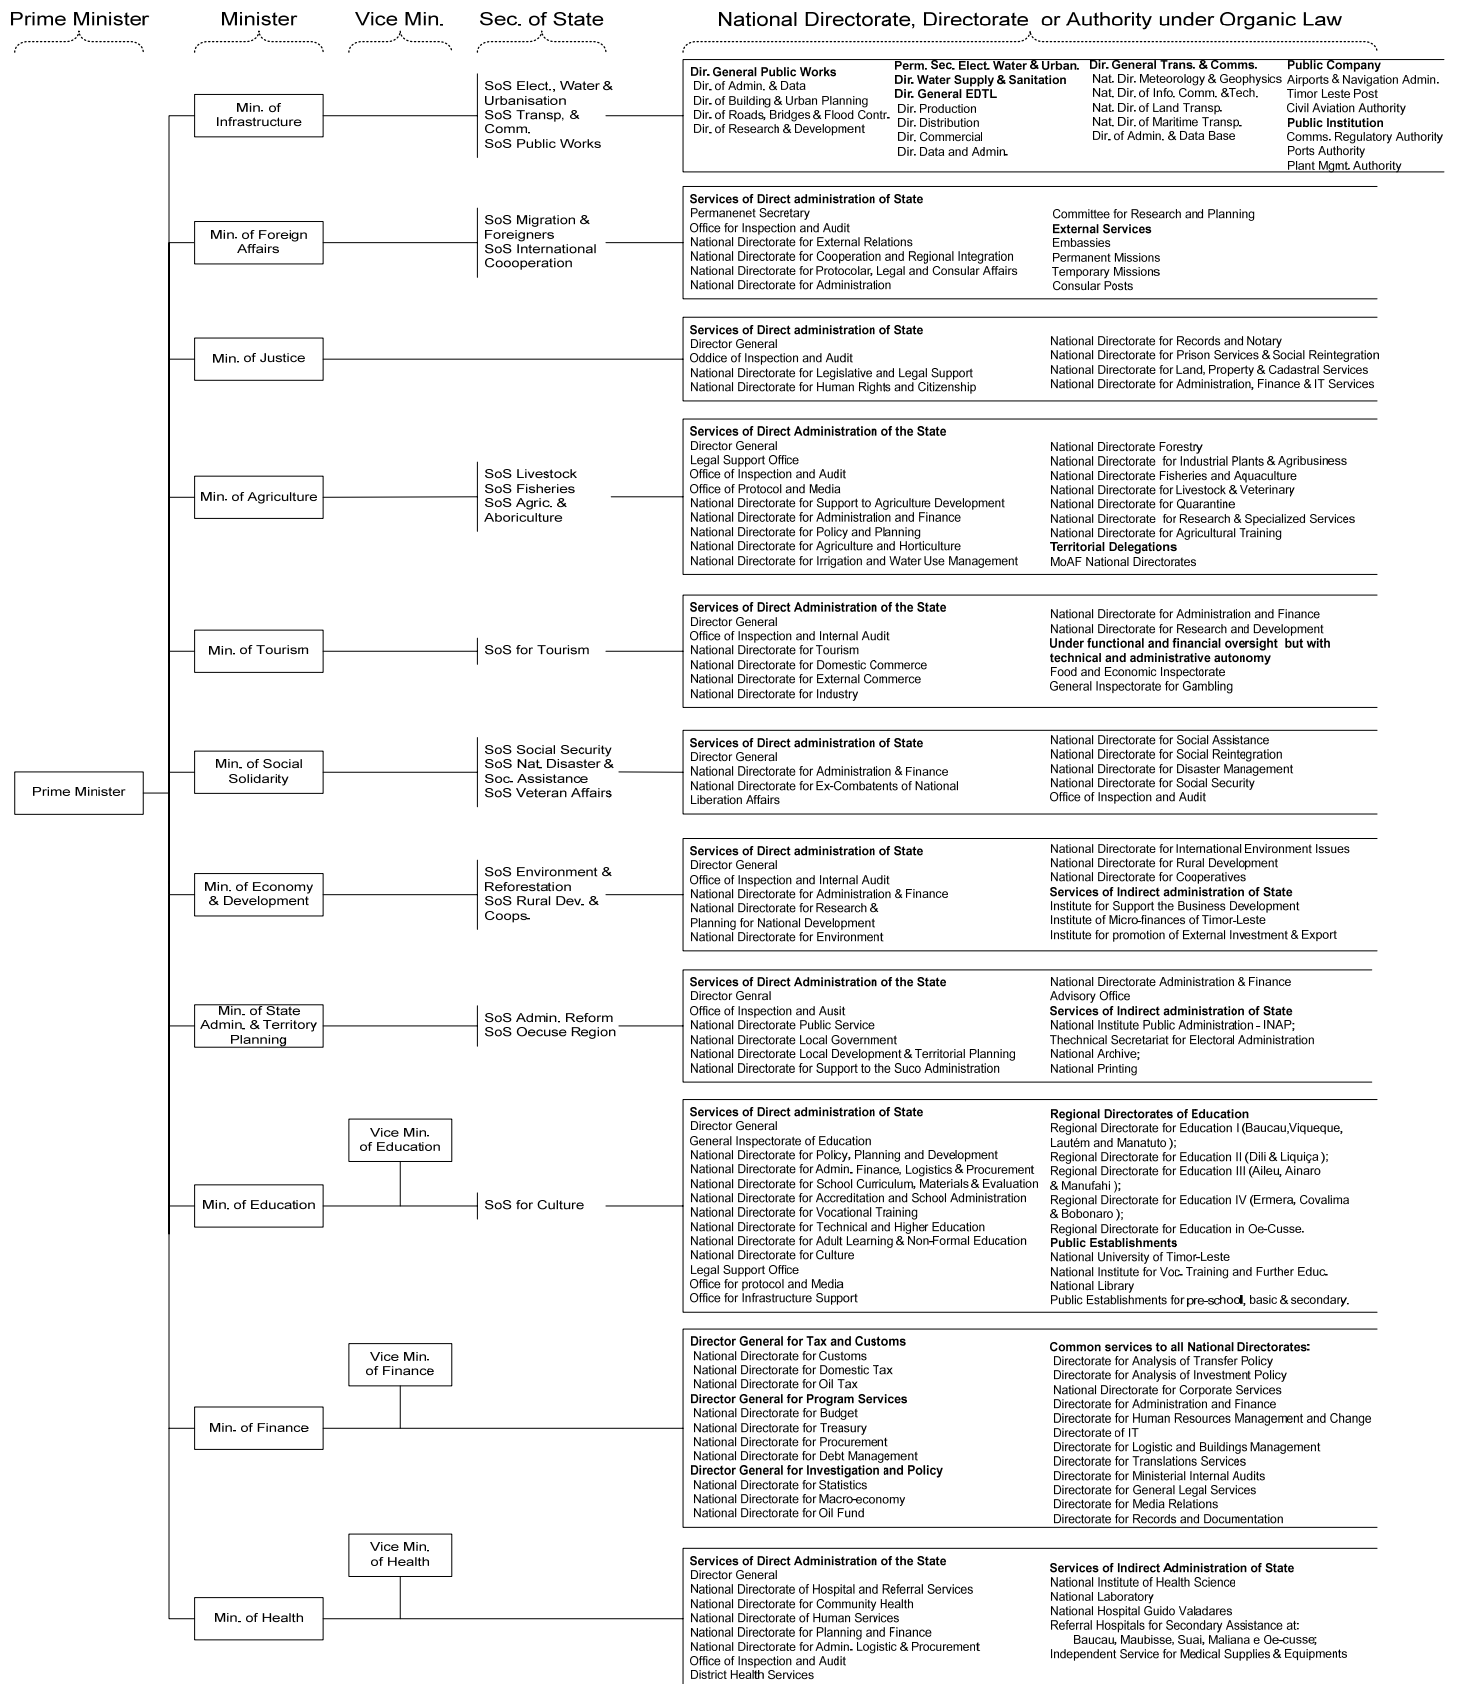 Prime Minister
Minister
Vice Min.
Sec. of State
National Directorate, Directorate or Authority under Organic Law
Prime Minister
Min. of
Infrastructure
SoS Elect., Water &
Urbanisation
SoS Transp, &
Comm.
SoS Public Works
Dir. General Public Works
Dir. of Admin. & Data
Dir. of Building & Urban Planning
Dir. of Roads, Bridges & Flood Contr.
Dir. of Research & Development
Perm. Sec. Elect. Water & Urban.
Dir. Water Supply & Sanitation
Dir. General EDTL
Dir. Production
Dir. Distribution
Dir. Commercial
Dir. Data and Admin.
Dir. General Trans. & Comms.
Nat. Dir. Meteorology & Geophysics
Nat. Dir. of Info. Comm. &Tech.
Nat. Dir. of Land Transp.
Nat. Dir. of Maritime Transp.
Dir. of Admin. & Data Base
Public Company
Airports & Navigation Admin.
Timor Leste Post
Civil Aviation Authority
Public Institution
Comms. Regulatory Authority
Ports Authority
Plant Mgmt. Authority
Min. of Foreign
Affairs
SoS Migration &
Foreigners
SoS International
Coooperation
Services of Direct administration of State
Permanenet Secretary
Office for Inspection and Audit
National Directorate for External Relations
National Directorate for Cooperation and Regional Integration
National Directorate for Protocolar, Legal and Consular Affairs
National Directorate for Administration
Committee for Research and Planning
External Services
Embassies
Permanent Missions
Temporary Missions
Consular Posts
Min. of Justice
Services of Direct administration of State
Director General
Oddice of Inspection and Audit
National Directorate for Legislative and Legal Support
National Directorate for Human Rights and Citizenship
National Directorate for Records and Notary
National Directorate for Prison Services & Social Reintegration
National Directorate for Land, Property & Cadastral Services
National Directorate for Administration, Finance & IT Services
Min. of Agriculture
SoS Livestock
SoS Fisheries
SoS Agric. &
Aboriculture
Services of Direct Administration of the State
Director General
Legal Support Office
Office of Inspection and Audit
Office of Protocol and Media
National Directorate for Support to Agriculture Development
National Directorate for Administration and Finance
National Directorate for Policy and Planning
National Directorate for Agriculture and Horticulture
National Directorate for Irrigation and Water Use Management
National Directorate Forestry
National Directorate for Industrial Plants & Agribusiness
National Directorate Fisheries and Aquaculture
National Directorate for Livestock & Veterinary
National Directorate for Quarantine
National Directorate for Research & Specialized Services
National Directorate for Agricultural Training
Territorial Delegations
MoAF National Directorates
Min. of Tourism
SoS for Tourism
Services of Direct Administration of the State
Director General
Office of Inspection and Internal Audit
National Directorate for Tourism
National Directorate for Domestic Commerce
National Directorate for External Commerce
National Directorate for Industry
National Directorate for Administration and Finance
National Directorate for Research and Development
Under functional and financial oversight but with
technical and administrative autonomy
Food and Economic Inspectorate
General Inspectorate for Gambling
Min. of Social
Solidarity
SoS Social Security
SoS Nat. Disaster &
Soc. Assistance
SoS Veteran Affairs
Services of Direct administration of State
Director General
National Directorate for Administration & Finance
National Directorate for Ex-Combatents of National
Liberation Affairs
National Directorate for Social Assistance
National Directorate for Social Reintegration
National Directorate for Disaster Management
National Directorate for Social Security
Office of Inspection and Audit
Min. of Economy
& Development
SoS Environment &
Reforestation
SoS Rural Dev. &
Coops.
Services of Direct administration of State
Director General
Office of Inspection and Internal Audit
National Directorate for Administration & Finance
National Directorate for Research &
Planning for National Development
National Directorate for Environment
National Directorate for International Environment Issues
National Directorate for Rural Development
National Directorate for Cooperatives
Services of Indirect administration of State
Institute for Support the Business Development
Institute of Micro-finances of Timor-Leste
Institute for promotion of External Investment & Export
Min. of State
Admin. & Territory
Planning
SoS Admin. Reform
SoS Oecuse Region
Services of Direct Administration of the State
Director Genral
Office of Inspection and Ausit
National Directorate Public Service
National Directorate Local Government
National Directorate Local Development & Territorial Planning
National Directorate for Support to the Suco Administration
National Directorate Administration & Finance
Advisory Office
Services of Indirect administration of State
National Institute Public Administration - INAP;
Thechnical Secretariat for Electoral Administration
National Archive;
National Printing
Vice Min.
of Education
Min. of Education
SoS for Culture
Services of Direct administration of State
Director General
General Inspectorate of Education
National Directorate for Policy, Planning and Development
National Directorate for Admin. Finance, Logistics & Procurement
National Directorate for School Curriculum, Materials & Evaluation
National Directorate for Accreditation and School Administration
National Directorate for Vocational Training
National Directorate for Technical and Higher Education
National Directorate for Adult Learning & Non-Formal Education
National Directorate for Culture
Legal Support Office
Office for protocol and Media
Office for Infrastructure Support
Regional Directorates of Education
Regional Directorate for Education I (Baucau,Viqueque,
Lautém and Manatuto );
Regional Directorate for Education II (Dili & Liquiça );
Regional Directorate for Education III (Aileu, Ainaro
& Manufahi );
Regional Directorate for Education IV (Ermera, Covalima
& Bobonaro );
Regional Directorate for Education in Oe-Cusse.
Public Establishments
National University of Timor-Leste
National Institute for Voc. Training and Further Educ.
National Library
Public Establishments for pre-school, basic & secondary.
Vice Min.
of Finance
Min. of Finance
Director General for Tax and Customs
National Directorate for Customs
National Directorate for Domestic Tax
National Directorate for Oil Tax
Director General for Program Services
National Directorate for Budget
National Directorate for Treasury
National Directorate for Procurement
National Directorate for Debt Management
Director General for Investigation and Policy
National Directorate for Statistics
National Directorate for Macro-economy
National Directorate for Oil Fund
Common services to all National Directorates:
Directorate for Analysis of Transfer Policy
Directorate for Analysis of Investment Policy
National Directorate for Corporate Services
Directorate for Administration and Finance
Directorate for Human Resources Management and Change
Directorate of IT
Directorate for Logistic and Buildings Management
Directorate for Translations Services
Directorate for Ministerial Internal Audits
Directorate for General Legal Services
Directorate for Media Relations
Directorate for Records and Documentation
Vice Min.
of Health
Min. of Health
Services of Direct Administration of the State
Director General
National Directorate of Hospital and Referral Services
National Directorate for Community Health
National Directorate of Human Services
National Directorate for Planning and Finance
National Directorate for Admin. Logistic & Procurement
Office of Inspection and Audit
District Health Services
Services of Indirect Administration of State
National Institute of Health Science
National Laboratory
National Hospital Guido Valadares
Referral Hospitals for Secondary Assistance at:
Baucau, Maubisse, Suai, Maliana e Oe-cusse;
Independent Service for Medical Supplies & Equipments